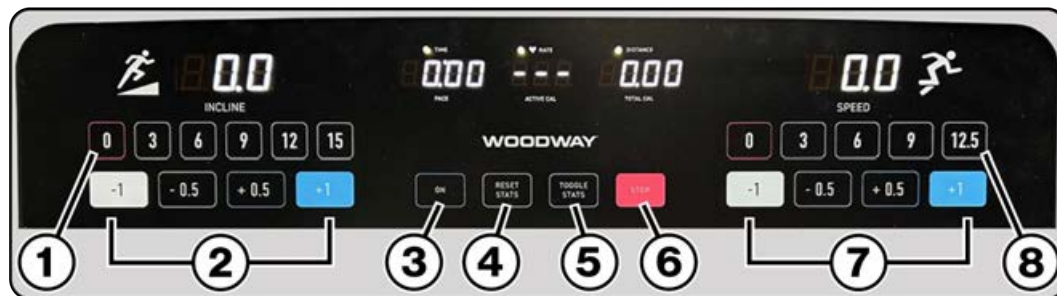 TIME RATE DISTANCE
0.0 0:00 --- 0.00 0.0
INCLINE PACE ACTIVE CAL TOTAL CAL SPEED
0 3 6 9 12 15
WOODWAY
0 3 6 9 12.5
-1 - 0.5 + 0.5 +1
ON
RESET STATS
TOGGLE STATS
STOP
-1 - 0.5 + 0.5 +1
1 2 3 4 5 6 7 8